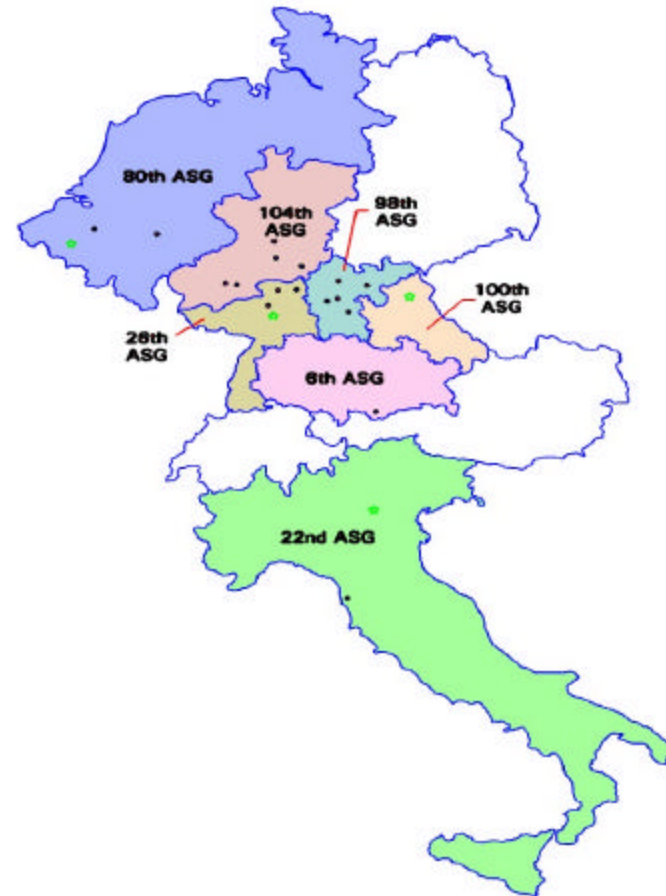 80th ASG
104th
ASG
98th
ASG
100th
ASG
26th
ASG
6th ASG
22nd ASG